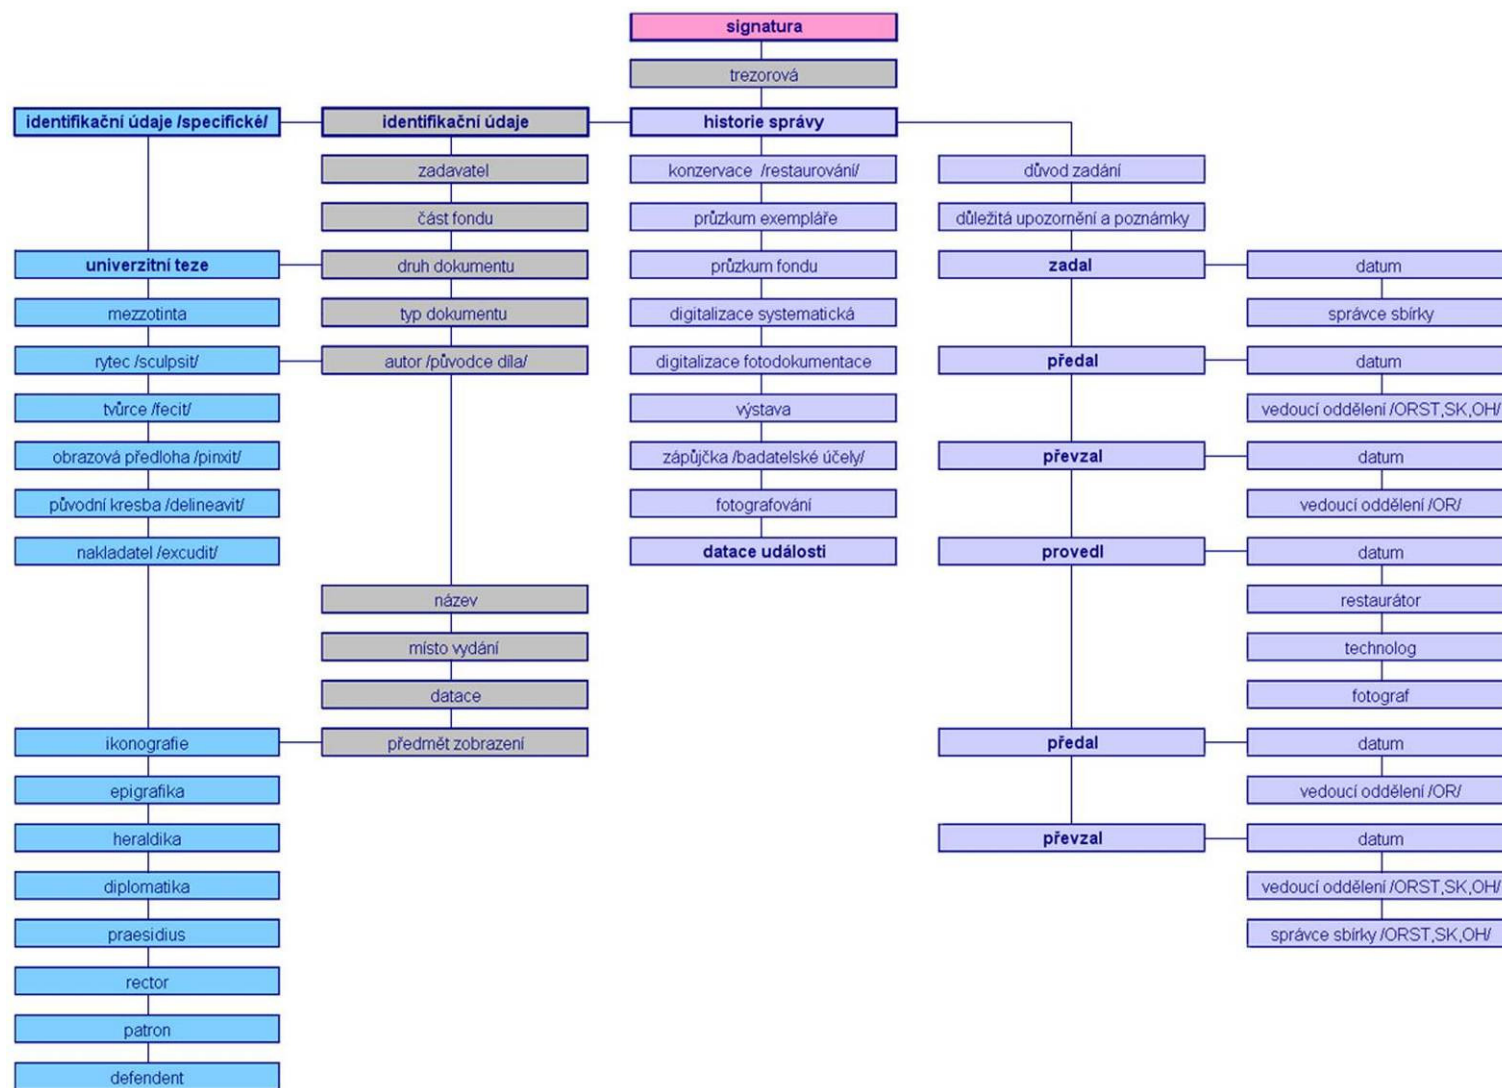 signatura
trezorová
identifikační údaje /specifické/
identifikační údaje
historie správy
zadavatel
konzervace /restaurování/
důvod zadání
část fondu
průzkum exempláře
důležitá upozornění a poznámky
univerzitní teze
druh dokumentu
průzkum fondu
zadal
datum
mezzotinta
typ dokumentu
digitalizace systematická
správce sbírky
rytec /sculpsit/
autor /původce díla/
digitalizace fotodokumentace
předal
datum
tvůrce /fecit/
výstava
vedoucí oddělení /ORST,SK,OH/
obrazová předloha /pinxit/
zápůjčka /badatelské účely/
převzal
datum
původní kresba /delineavit/
fotografování
vedoucí oddělení /OR/
nakladatel /excudit/
datace události
provedl
datum
název
restaurátor
místo vydání
technolog
datace
fotograf
ikonografie
předmět zobrazení
předal
datum
epigrafika
vedoucí oddělení /OR/
heraldika
převzal
datum
diplomatika
vedoucí oddělení /ORST,SK,OH/
praesidius
správce sbírky /ORST,SK,OH/
rector
patron
defendent